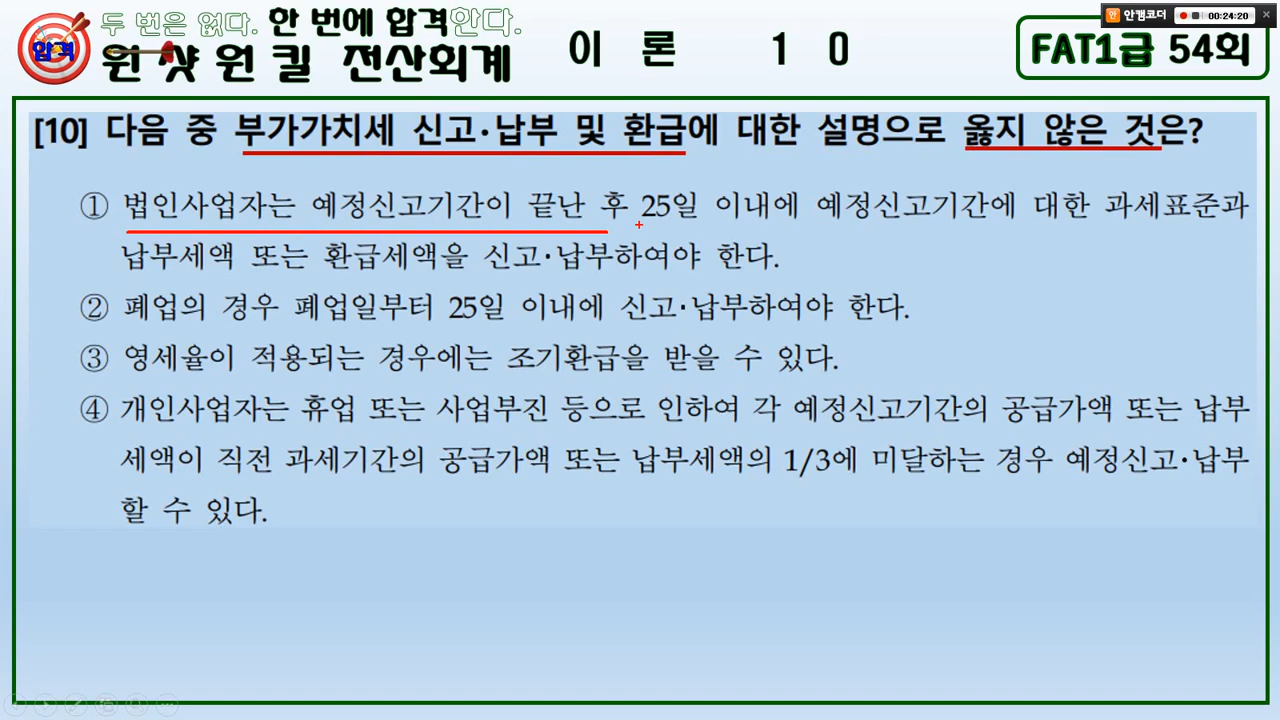 두 번은 없다. 한 번에 합격한다.
합격
원 샷 원 킬 전산회계
이 론 1 0
FAT1급 54회
안캠코더
00:24:20
[10] 다음 중 부가가치세 신고·납부 및 환급에 대한 설명으로 옳지 않은 것은?
① 법인사업자는 예정신고기간이 끝난 후 25일 이내에 예정신고기간에 대한 과세표준과
납부세액 또는 환급세액을 신고·납부하여야 한다.
② 폐업의 경우 폐업일부터 25일 이내에 신고·납부하여야 한다.
③ 영세율이 적용되는 경우에는 조기환급을 받을 수 있다.
④ 개인사업자는 휴업 또는 사업부진 등으로 인하여 각 예정신고기간의 공급가액 또는 납부
세액이 직전 과세기간의 공급가액 또는 납부세액의 1/3에 미달하는 경우 예정신고·납부
할 수 있다.